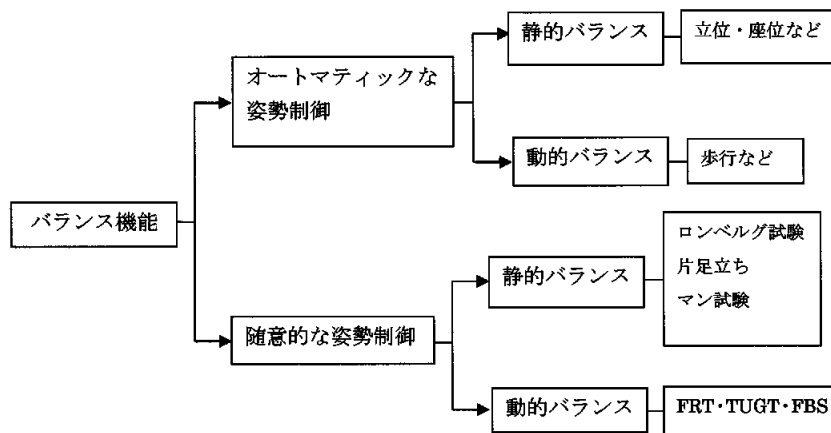 バランス機能
オートマティックな
姿勢制御
静的バランス
立位・座位など
動的バランス
歩行など
随意的な姿勢制御
静的バランス
ロンベルグ試験
片足立ち
マン試験
動的バランス
FRT・TUGT・FBS